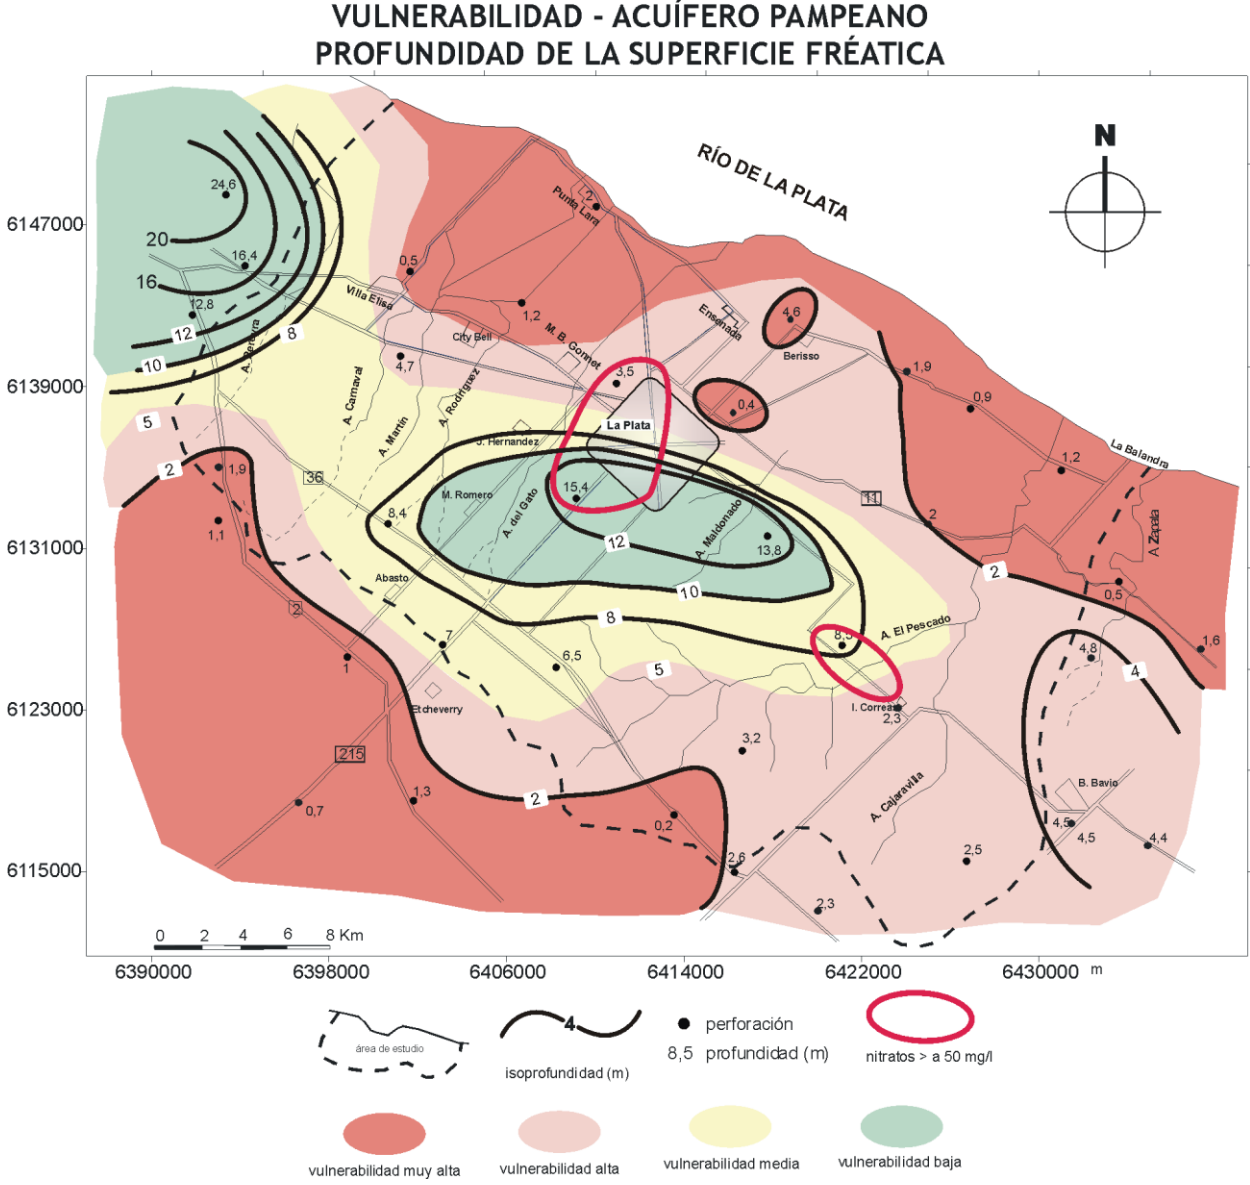 VULNERABILIDAD - ACUÍFERO PAMPEANO
PROFUNDIDAD DE LA SUPERFICIE FRÉATICA
N
RÍO DE LA PLATA
24,6
2
Punta Lara
6147000
20
16,4
0,5
16
Villa Elisa
12,8
1,2
4,6
Ensenada
12
8
A. Pereyra
City Bell
M. B. Gonnet
Berisso
10
4,7
3,5
1,9
6139000
A. Carnaval
A. Rodríguez
0,4
0,9
5
A. Martín
J. Hernandez
La Plata
La Balandra
2
1,9
36
1,2
M. Romero
15,4
A. del Gato
11
8,4
A. Maldonado
2
A Zapata
1,1
12
13,8
6131000
Abasto
10
2
0,5
2
8
A. El Pescado
7
8,5
1,6
1
6,5
5
4,8
4
6123000
Etcheverry
I. Correas
2,3
215
3,2
B. Bavio
A. Cajaravilla
0,7
1,3
2
0,2
4,5
4,5
4,4
2,6
2,5
6115000
2,3
0 2 4 6 8 Km
6390000 6398000 6406000 6414000 6422000 6430000 m
área de estudio
4
isoprofundidad (m)
perforación
8,5 profundidad (m)
nitratos > a 50 mg/l
vulnerabilidad muy alta
vulnerabilidad alta
vulnerabilidad media
vulnerabilidad baja